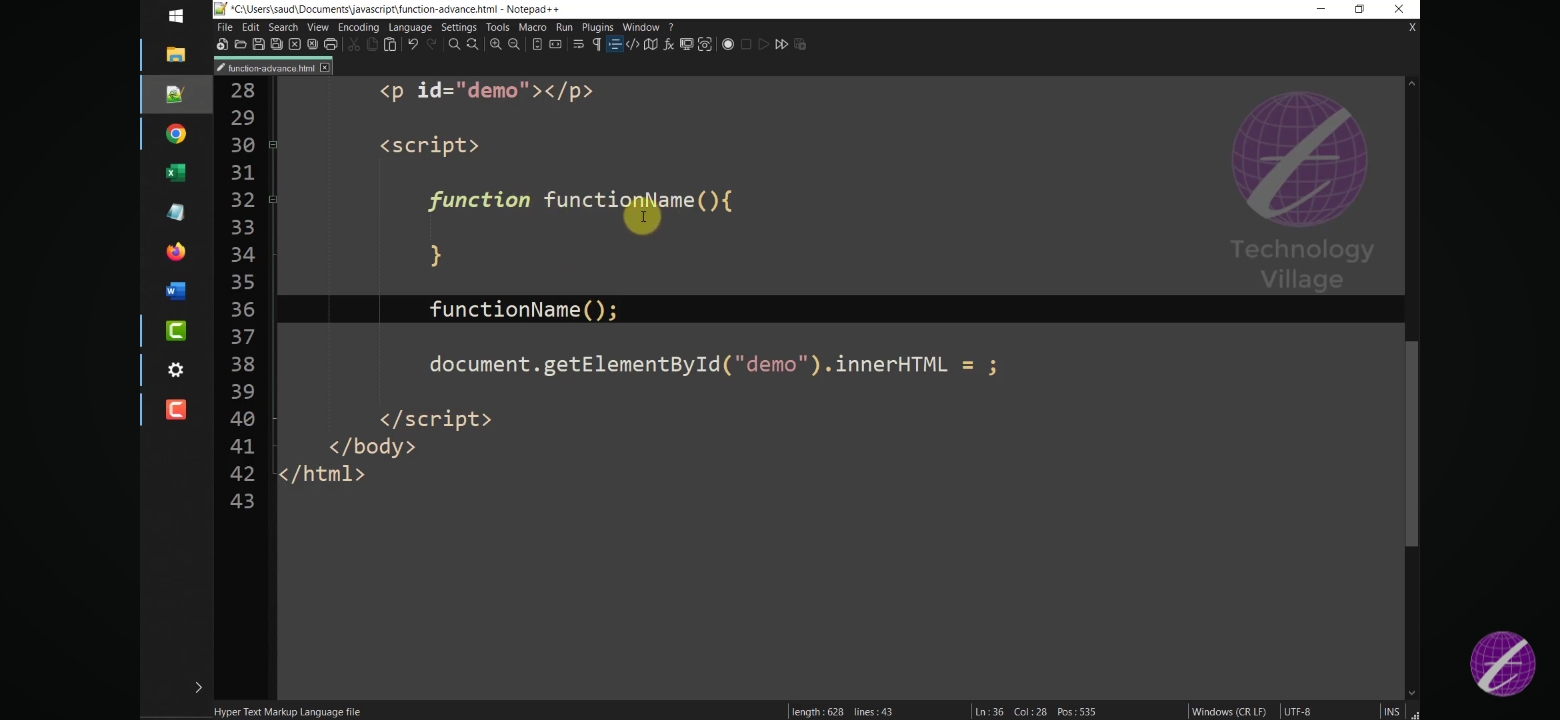 *C:\Users\saud\Documents\javascript\function-advance.html - Notepad++
File Edit Search View Encoding Language Settings Tools Macro Run Plugins Window ? X
function-advance.html
28 <p id="demo"></p>
29
30 <script>
31
32 function functionName(){
33
34 }
35
36 functionName();
37
38 document.getElementById("demo").innerHTML = ;
39
40 </script>
41 </body>
42 </html>
43
Technology
Village
Hyper Text Markup Language file length : 628 lines : 43 Ln : 36 Col : 28 Pos : 535 Windows (CR LF) UTF-8 INS